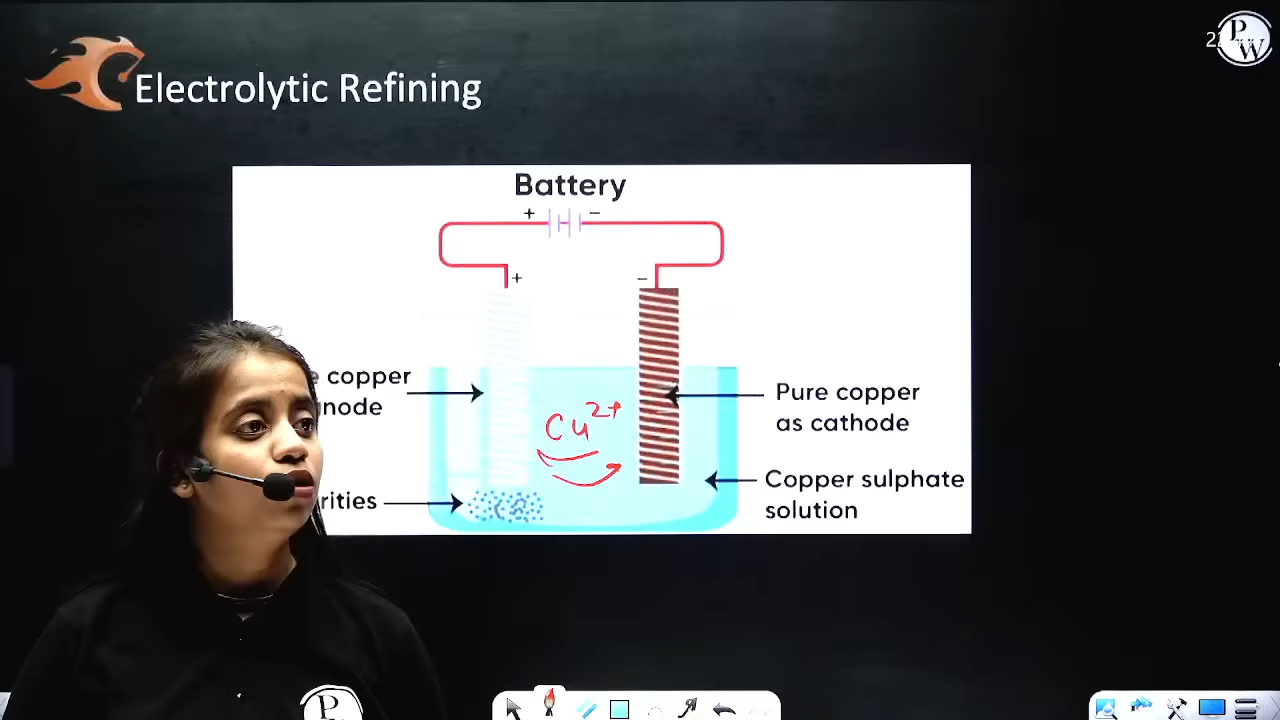 Electrolytic Refining
P
W
Battery
+ −
+ −
copper
node
Cu²⁺
Pure copper
as cathode
rities
Copper sulphate
solution
P